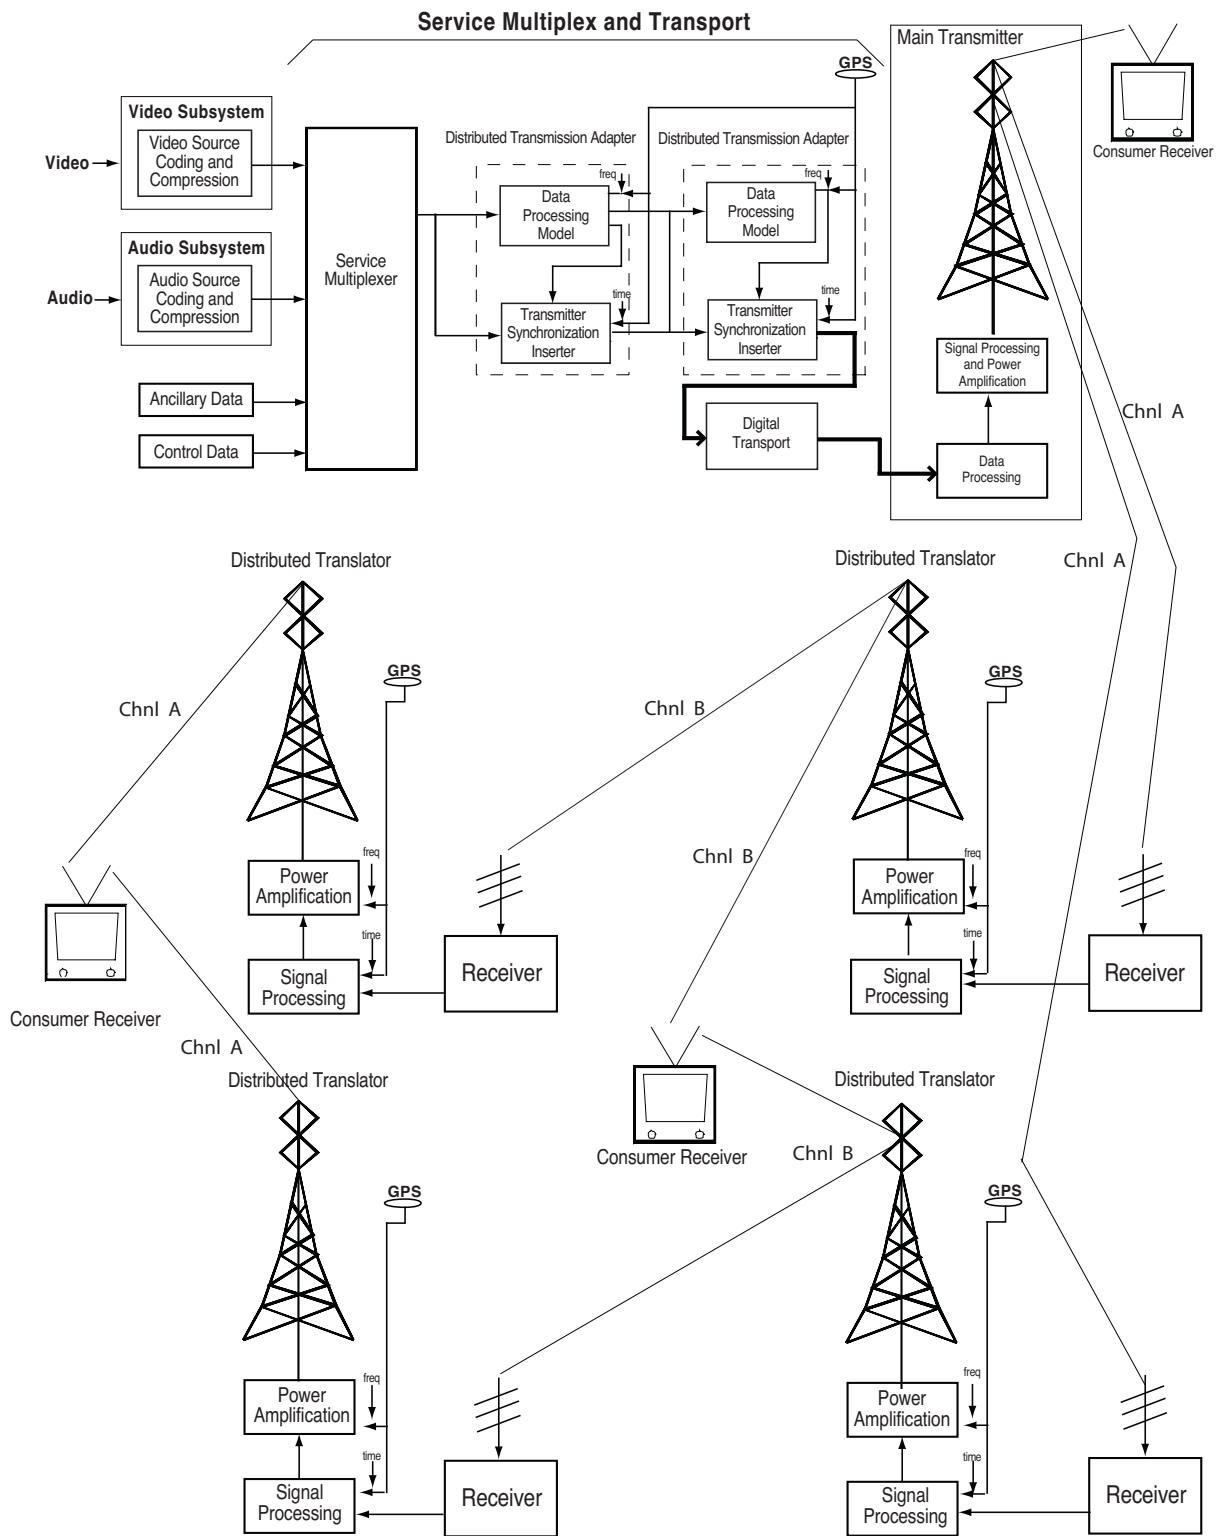 Service Multiplex and Transport
Main Transmitter
GPS
Consumer Receiver
Video Subsystem
Video
Video Source
Coding and
Compression
Distributed Transmission Adapter
Distributed Transmission Adapter
freq
Data
Processing
Model
freq
Data
Processing
Model
Audio Subsystem
Audio
Audio Source
Coding and
Compression
Service
Multiplexer
time
Transmitter
Synchronization
Inserter
time
Transmitter
Synchronization
Inserter
Signal Processing
and Power
Amplification
Ancillary Data
Control Data
Digital
Transport
Data
Processing
Chnl A
Chnl A
Distributed Translator
GPS
Chnl A
Distributed Translator
GPS
Chnl B
Chnl B
freq
Power
Amplification
time
Signal
Processing
Receiver
freq
Power
Amplification
time
Signal
Processing
Receiver
Consumer Receiver
Chnl A
Distributed Translator
Distributed Translator
Consumer Receiver
Chnl B
GPS
GPS
freq
Power
Amplification
time
Signal
Processing
Receiver
freq
Power
Amplification
time
Signal
Processing
Receiver